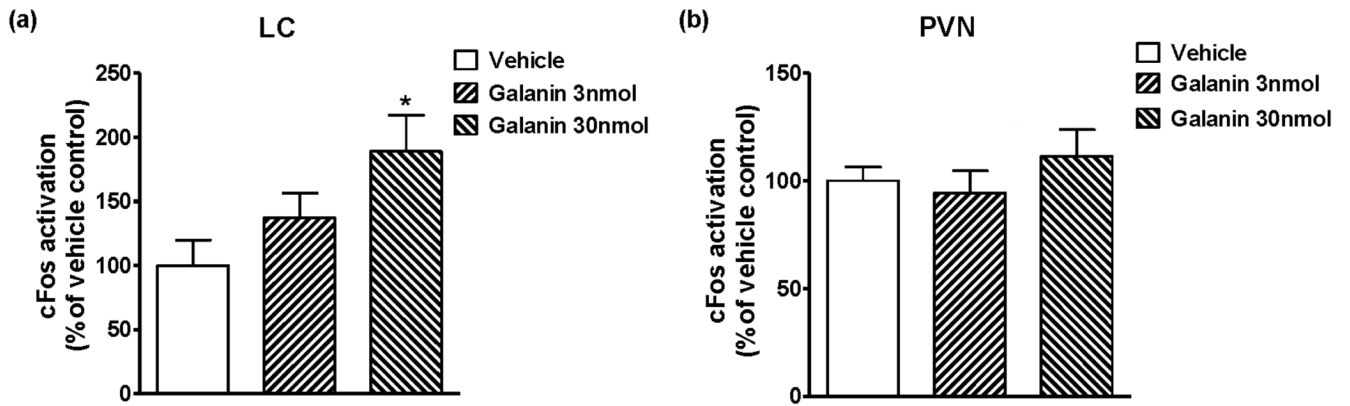 (a)
LC
Vehicle
Galanin 3nmol
Galanin 30nmol
cFos activation
(% of vehicle control)
250
200
150
100
50
0
*
(b)
PVN
Vehicle
Galanin 3nmol
Galanin 30nmol
cFos activation
(% of vehicle control)
150
100
50
0